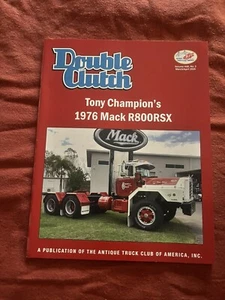 Double
Clutch
Tony Champion's
1976 Mack R800RSX
Mack
A PUBLICATION OF THE ANTIQUE TRUCK CLUB OF AMERICA, INC.